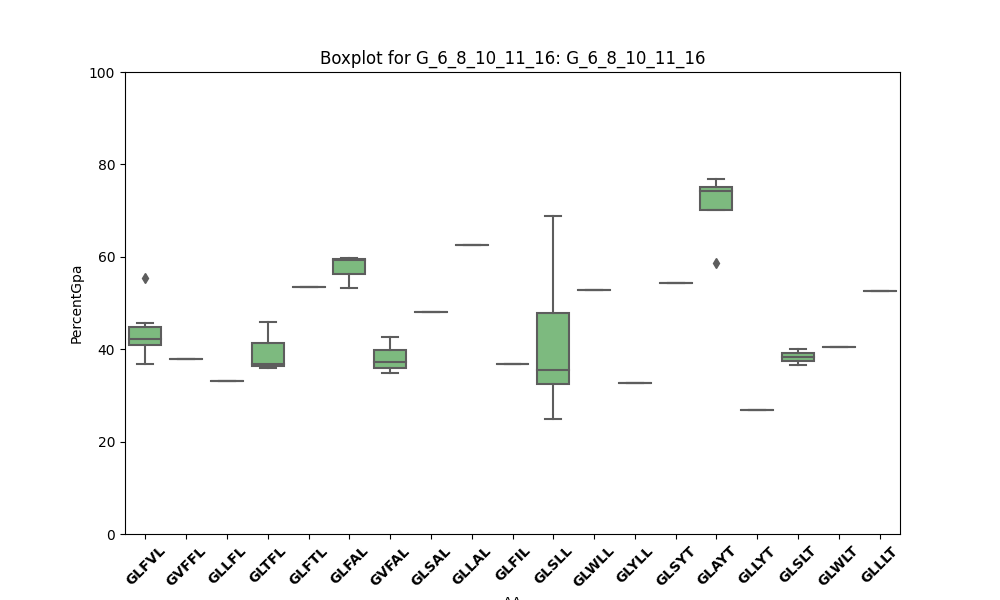 Boxplot for G_6_8_10_11_16: G_6_8_10_11_16
100
80
60
40
20
0
PercentGpa
GLFVL GVFFL GLLFL GLTFL GLFTL GLFAL GVFAL GLSAL GLLAL GLFIL GLSLL GLWLL GLYLL GLSYT GLAYT GLLYT GLSLT GLWLT GLLLT